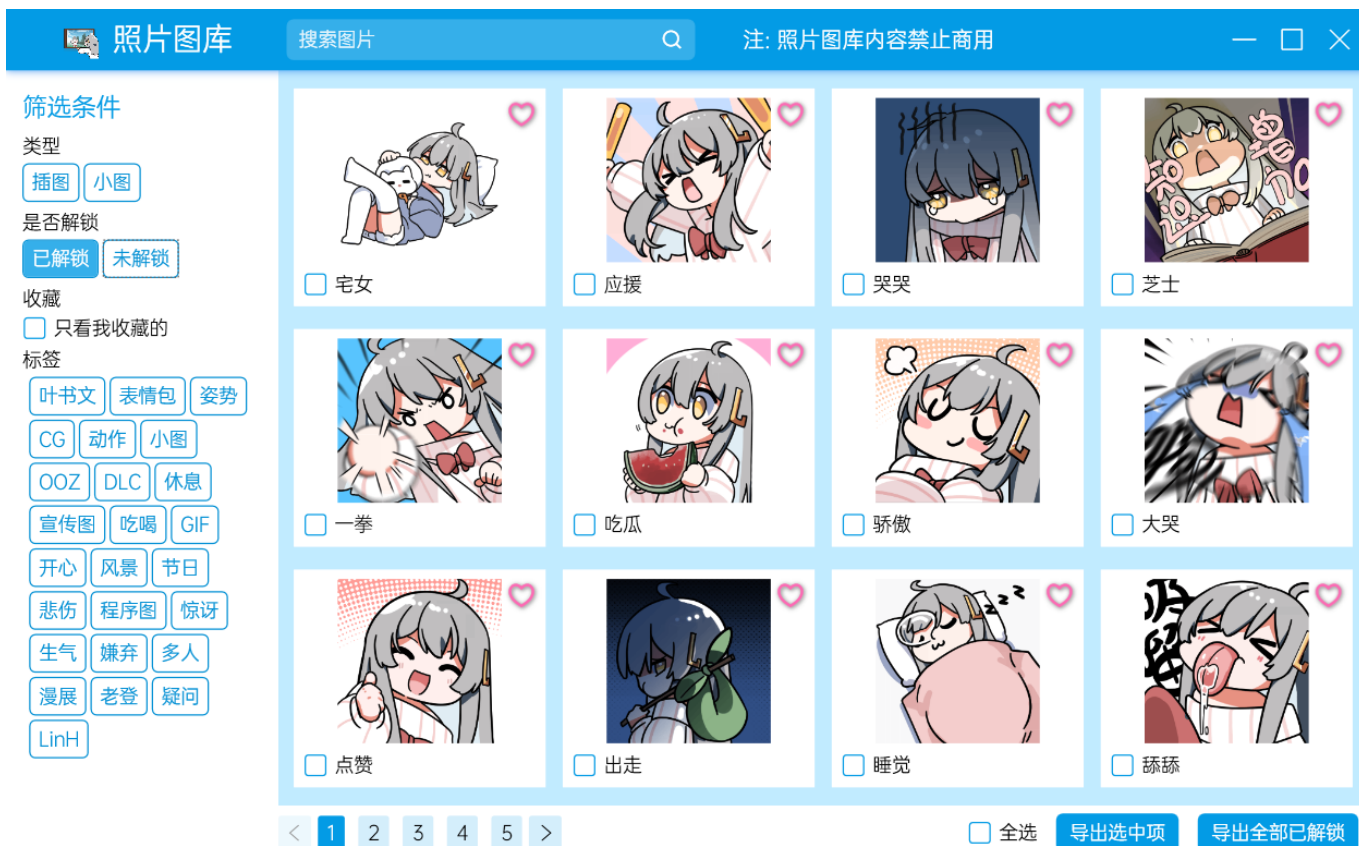 照片图库
搜索图片
注: 照片图库内容禁止商用
筛选条件
类型
插图 小图
是否解锁
已解锁 未解锁
收藏
只看我收藏的
标签
叶书文 表情包 姿势
CG 动作 小图
OOZ DLC 休息
宣传图 吃喝 GIF
开心 风景 节日
悲伤 程序图 惊讶
生气 嫌弃 多人
漫展 老登 疑问
LinH
宅女 应援 哭哭 芝士
一拳 吃瓜 骄傲 大哭
z z z
点赞 出走 睡觉 舔舔
< 1 2 3 4 5 >
全选 导出选中项 导出全部已解锁